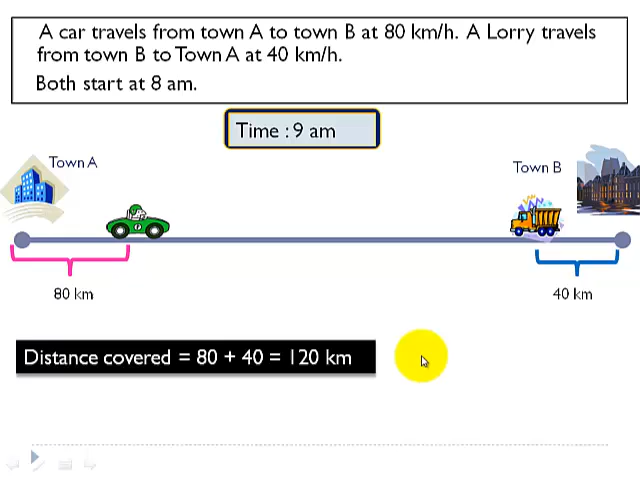 A car travels from town A to town B at 80 km/h. A Lorry travels
from town B to Town A at 40 km/h.
Both start at 8 am.
Time : 9 am
Town A
Town B
80 km
40 km
Distance covered = 80 + 40 = 120 km